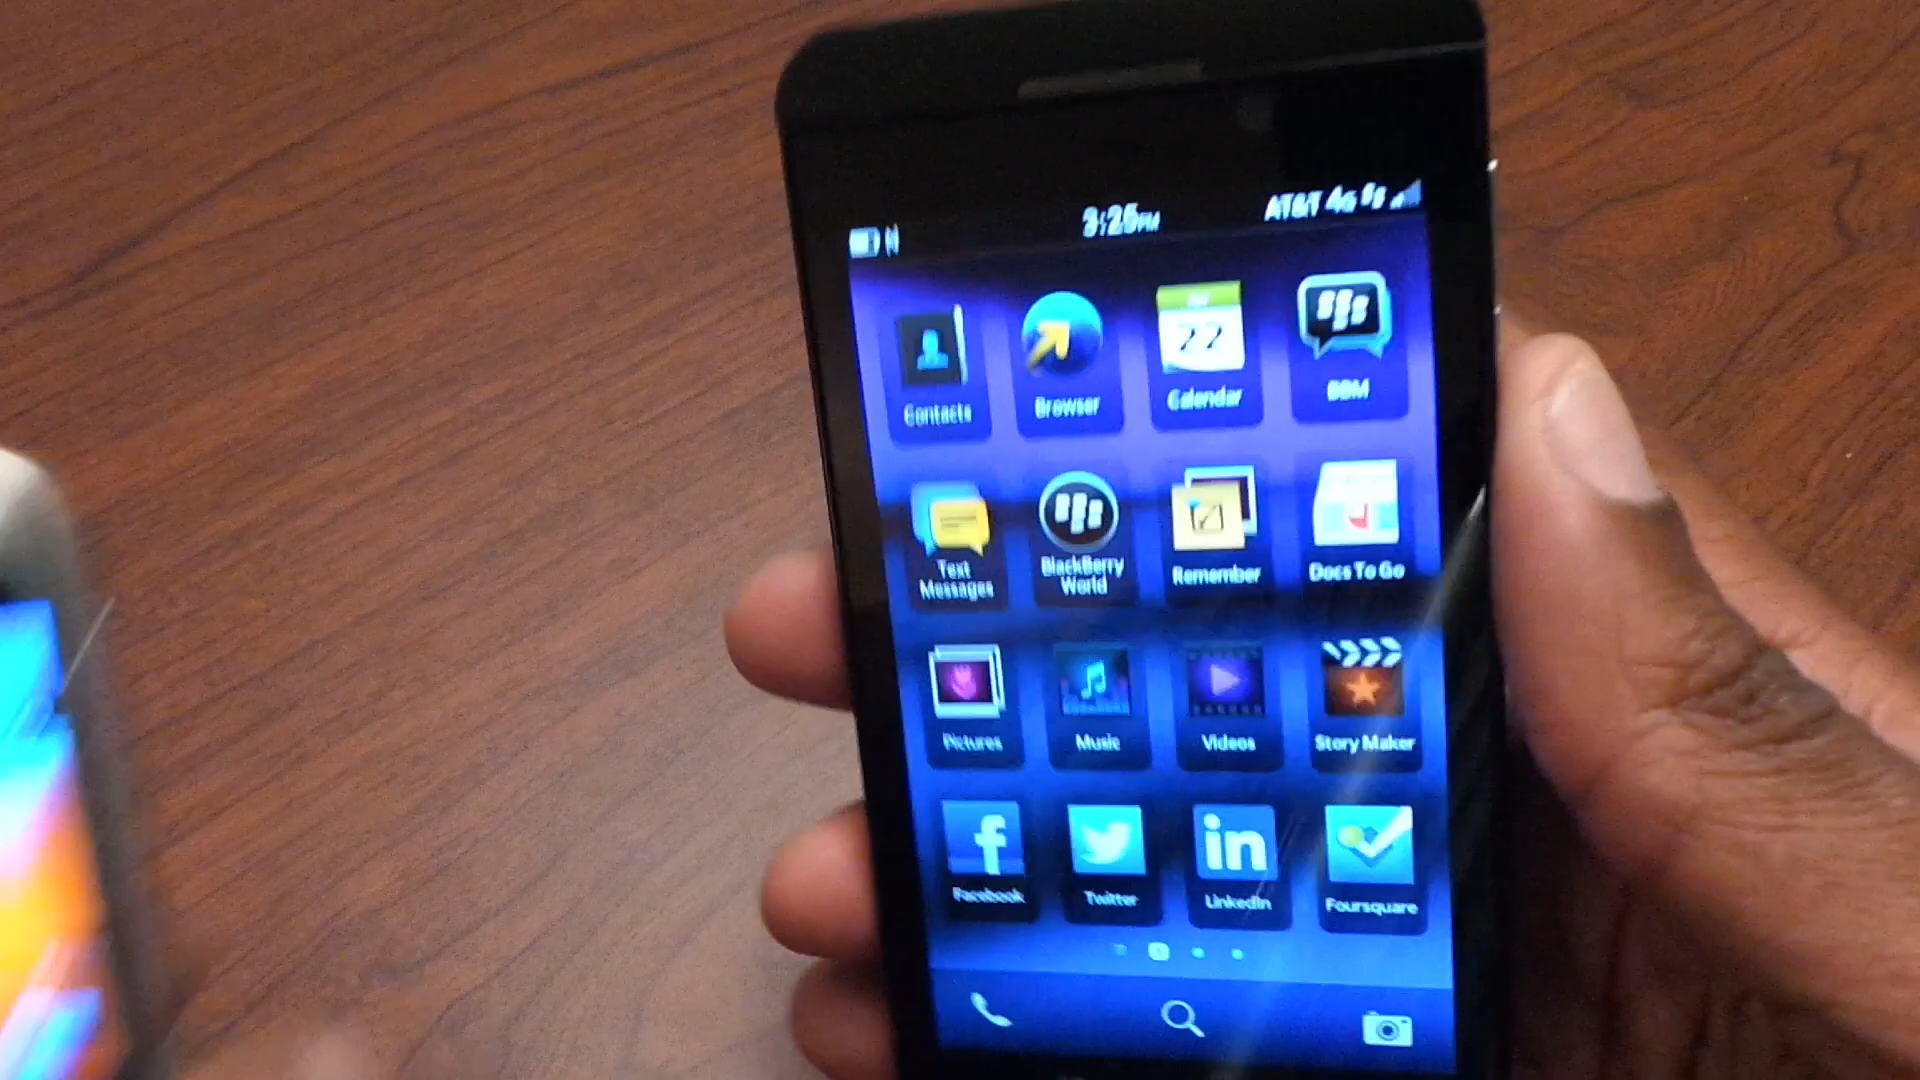 3:25PM
AT&T 4G
22
Contacts
Browser
Calendar
BBM
Text
Messages
BlackBerry
World
Remember
Docs To Go
Pictures
Music
Videos
Story Maker
f
in
Facebook
Twitter
LinkedIn
Foursquare